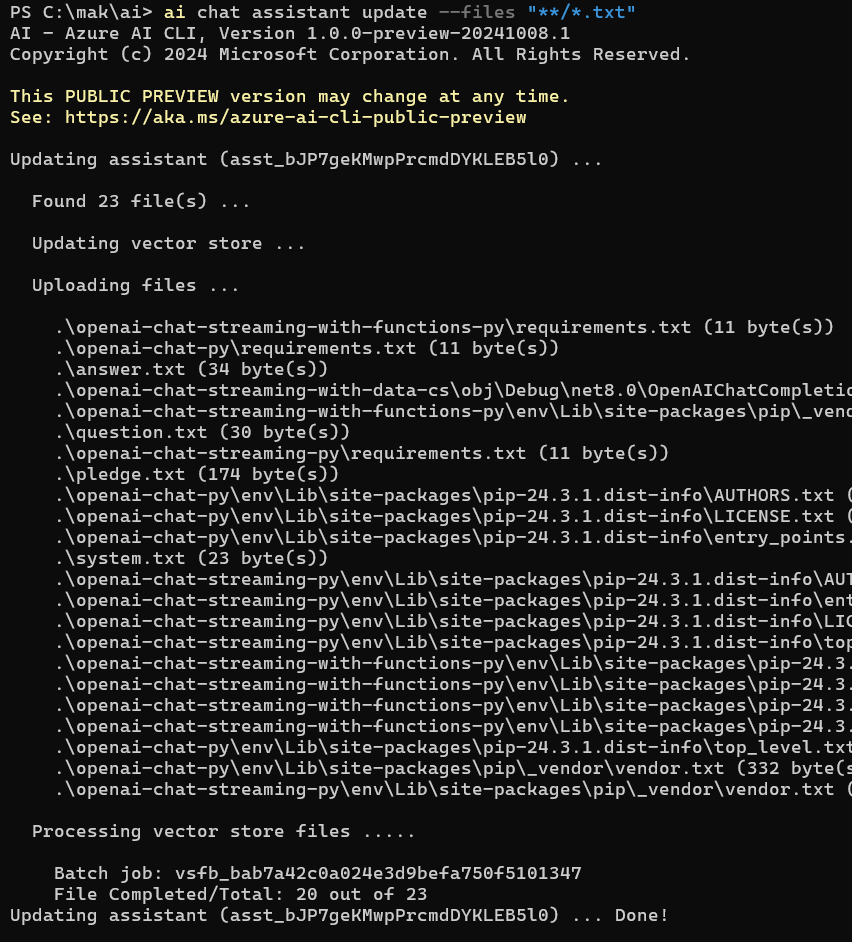 PS C:\mak\ai> ai chat assistant update --files "**/*.txt"
AI - Azure AI CLI, Version 1.0.0-preview-20241008.1
Copyright (c) 2024 Microsoft Corporation. All Rights Reserved.
This PUBLIC PREVIEW version may change at any time.
See: https://aka.ms/azure-ai-cli-public-preview
Updating assistant (asst_bJP7geKMwpPrcmdDYKLEB5l0) ...
Found 23 file(s) ...
Updating vector store ...
Uploading files ...
.\openai-chat-streaming-with-functions-py\requirements.txt (11 byte(s))
.\openai-chat-py\requirements.txt (11 byte(s))
.\answer.txt (34 byte(s))
.\openai-chat-streaming-with-data-cs\obj\Debug\net8.0\OpenAIChatCompletio
.\openai-chat-streaming-with-functions-py\env\Lib\site-packages\pip\_vend
.\question.txt (30 byte(s))
.\openai-chat-streaming-py\requirements.txt (11 byte(s))
.\pledge.txt (174 byte(s))
.\openai-chat-py\env\Lib\site-packages\pip-24.3.1.dist-info\AUTHORS.txt (
.\openai-chat-py\env\Lib\site-packages\pip-24.3.1.dist-info\LICENSE.txt (
.\openai-chat-py\env\Lib\site-packages\pip-24.3.1.dist-info\entry_points.
.\system.txt (23 byte(s))
.\openai-chat-streaming-py\env\Lib\site-packages\pip-24.3.1.dist-info\AUT
.\openai-chat-streaming-py\env\Lib\site-packages\pip-24.3.1.dist-info\ent
.\openai-chat-streaming-py\env\Lib\site-packages\pip-24.3.1.dist-info\LIC
.\openai-chat-streaming-py\env\Lib\site-packages\pip-24.3.1.dist-info\top
.\openai-chat-streaming-with-functions-py\env\Lib\site-packages\pip-24.3.
.\openai-chat-streaming-with-functions-py\env\Lib\site-packages\pip-24.3.
.\openai-chat-streaming-with-functions-py\env\Lib\site-packages\pip-24.3.
.\openai-chat-streaming-with-functions-py\env\Lib\site-packages\pip-24.3.
.\openai-chat-py\env\Lib\site-packages\pip-24.3.1.dist-info\top_level.txt
.\openai-chat-py\env\Lib\site-packages\pip\_vendor\vendor.txt (332 byte(s
.\openai-chat-streaming-py\env\Lib\site-packages\pip\_vendor\vendor.txt (
Processing vector store files .....
Batch job: vsfb_bab7a42c0a024e3d9befa750f5101347
File Completed/Total: 20 out of 23
Updating assistant (asst_bJP7geKMwpPrcmdDYKLEB5l0) ... Done!